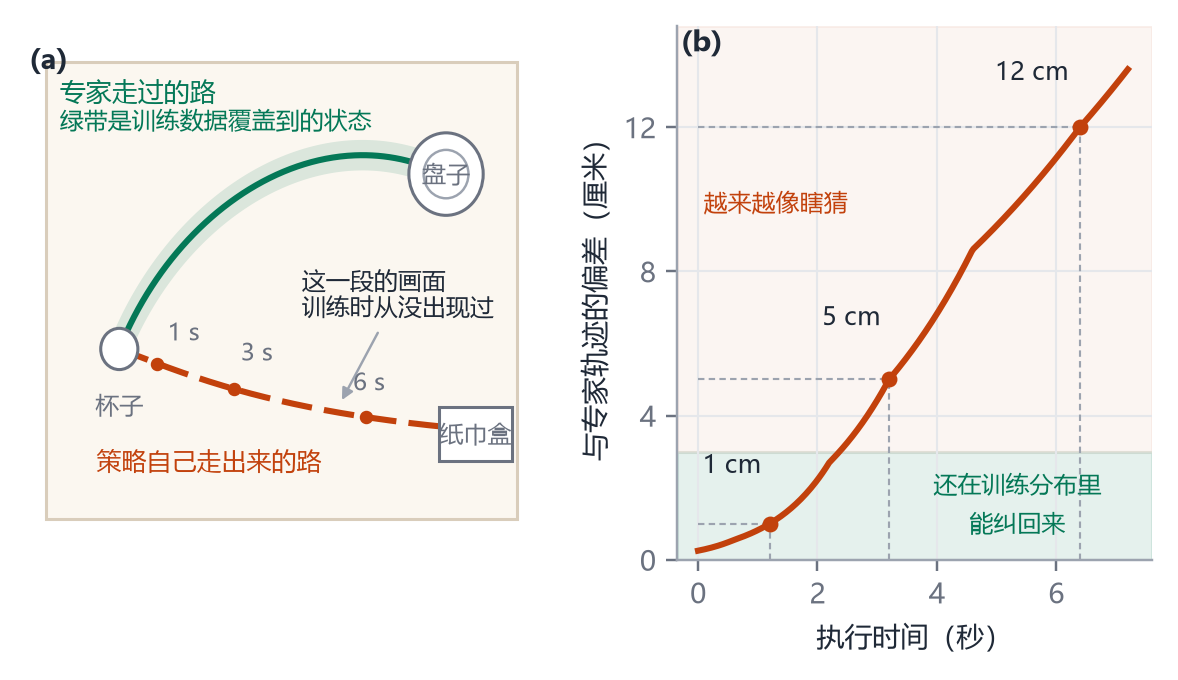 (a)
专家走过的路
绿带是训练数据覆盖到的状态
盘子
这一段的画面
训练时从没出现过
1 s
3 s
6 s
杯子
纸巾盒
策略自己走出来的路
(b)
12 cm
越来越像瞎猜
5 cm
1 cm
还在训练分布里
能纠回来
与专家轨迹的偏差（厘米）
12
8
4
0
0 2 4 6
执行时间（秒）